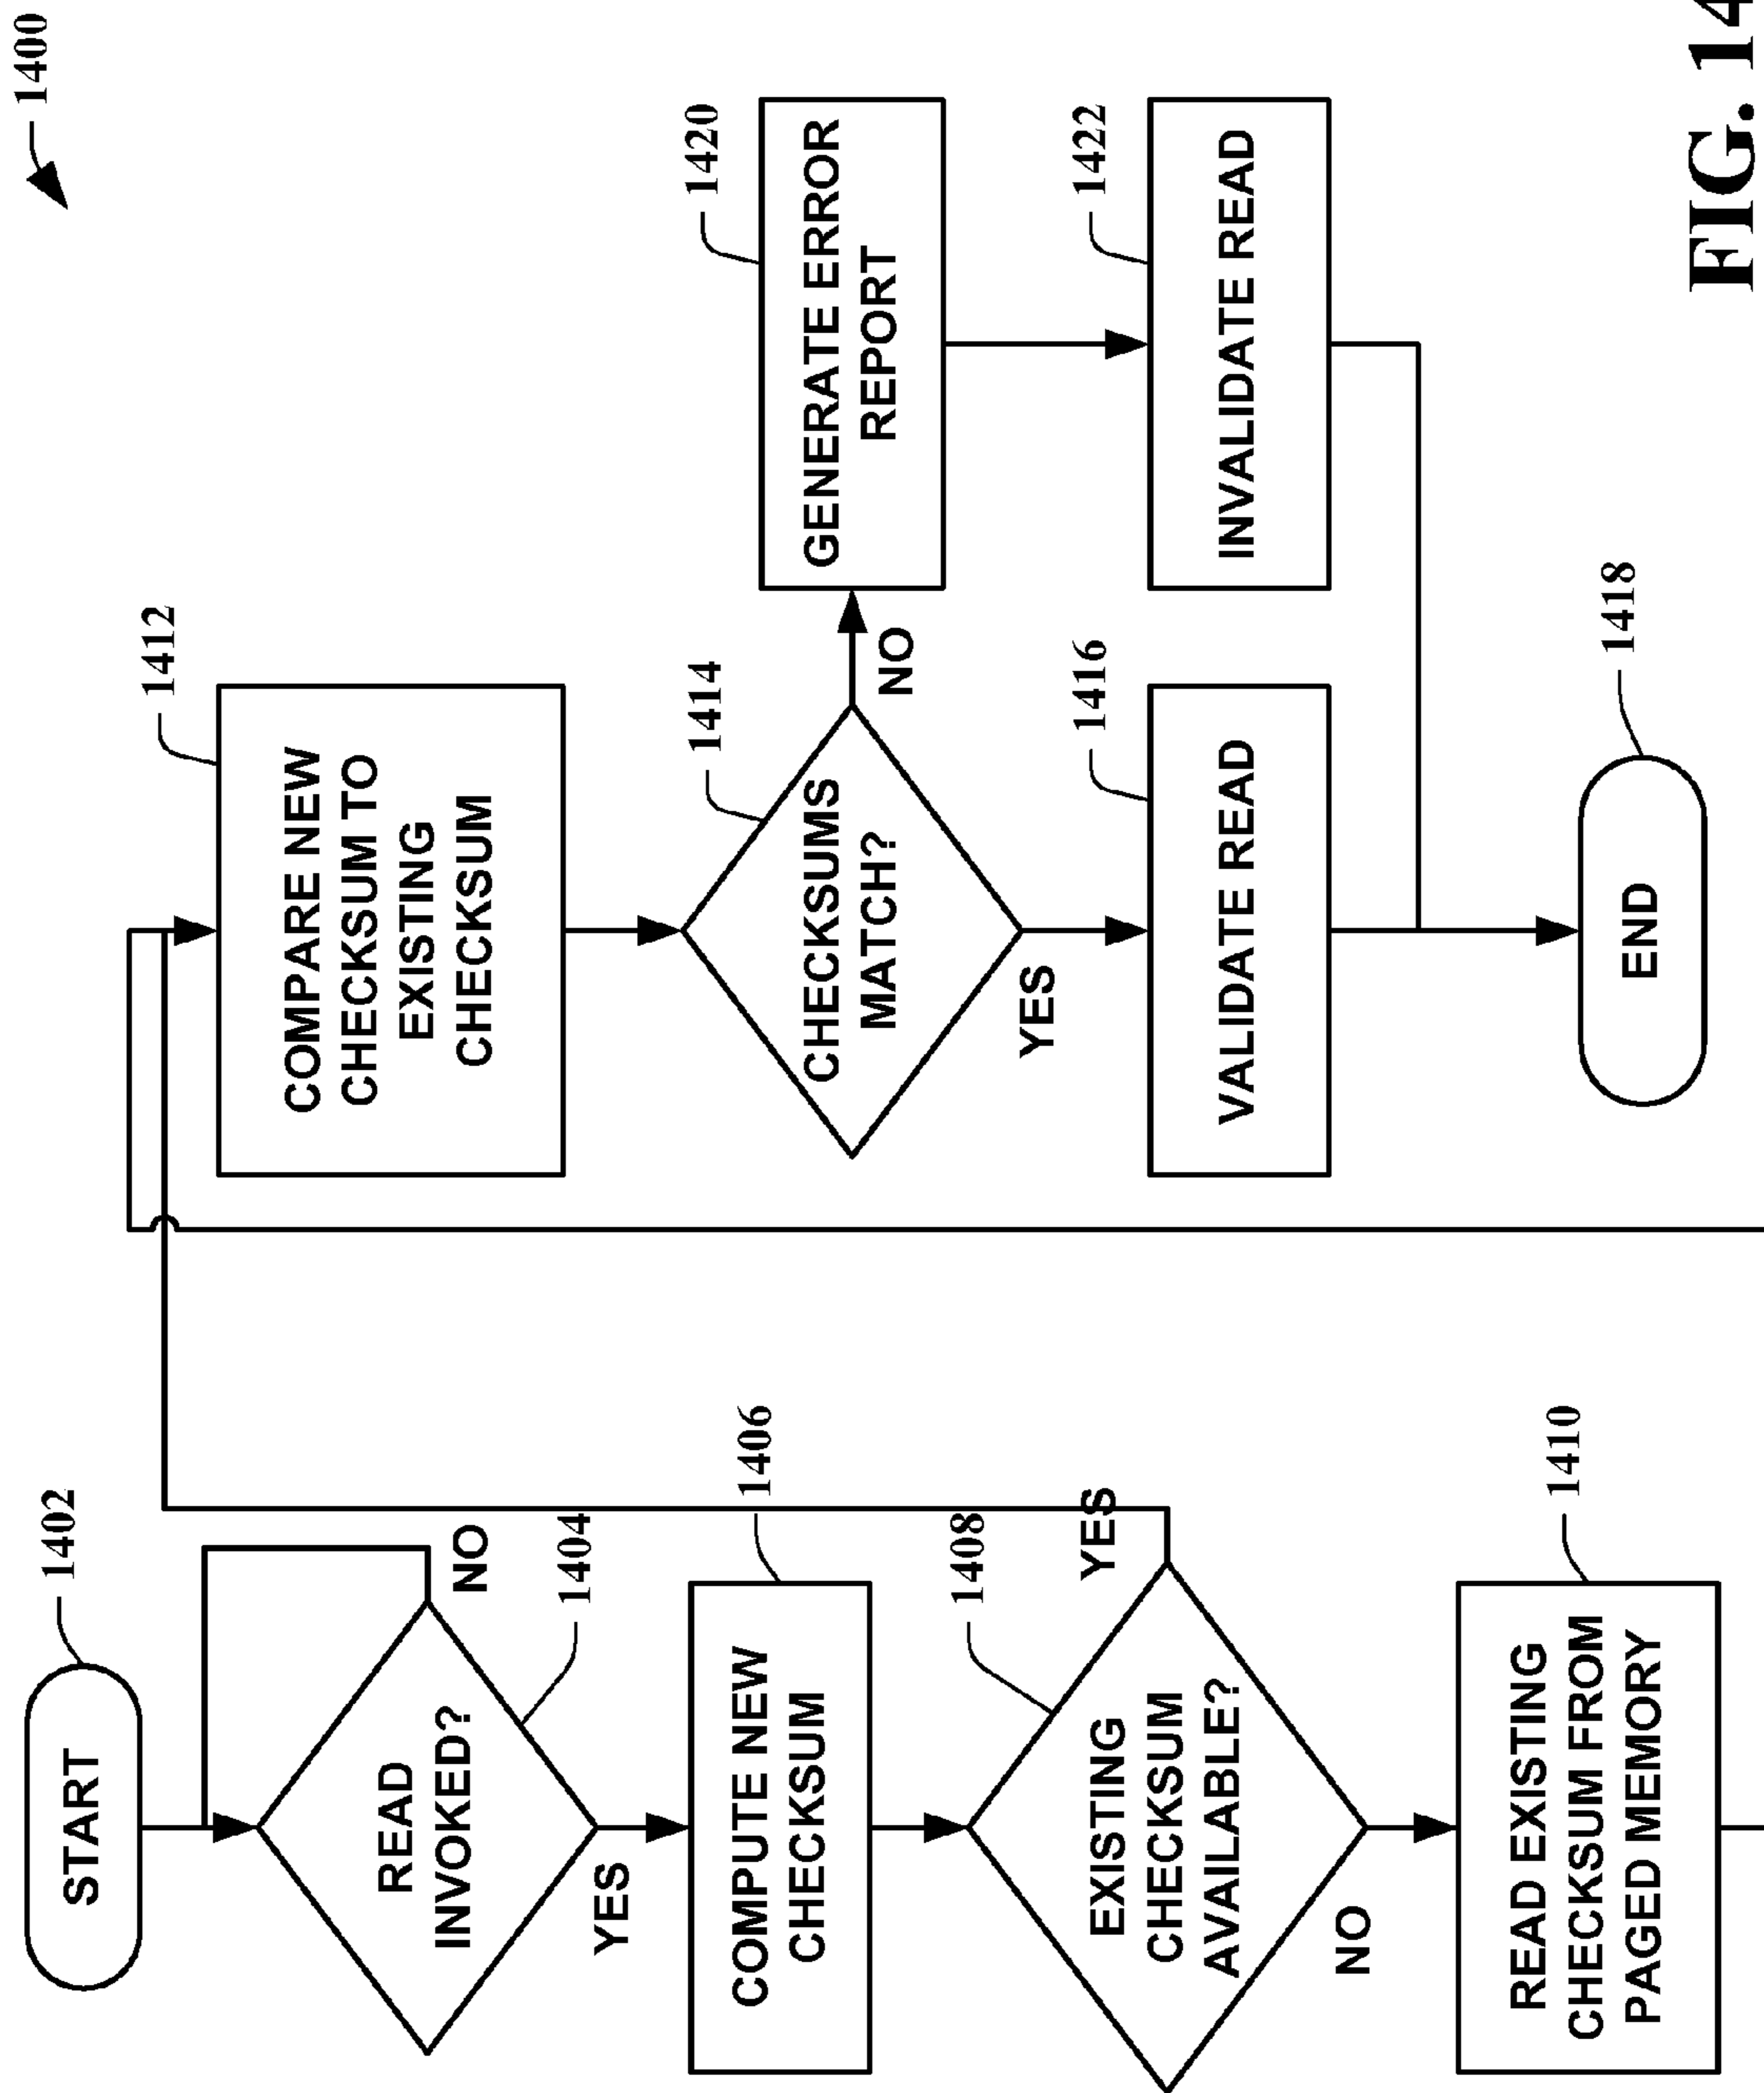 1400
START
1402
READ
INVOKED?
NO
1404
YES
COMPUTE NEW
CHECKSUM
1406
EXISTING
CHECKSUM
AVAILABLE?
1408
YES
NO
READ EXISTING
CHECKSUM FROM
PAGED MEMORY
1410
COMPARE NEW
CHECKSUM TO
EXISTING
CHECKSUM
1412
CHECKSUMS
MATCH?
1414
NO
YES
GENERATE ERROR
REPORT
1420
VALIDATE READ
1416
INVALIDATE READ
1422
END
1418
FIG. 14